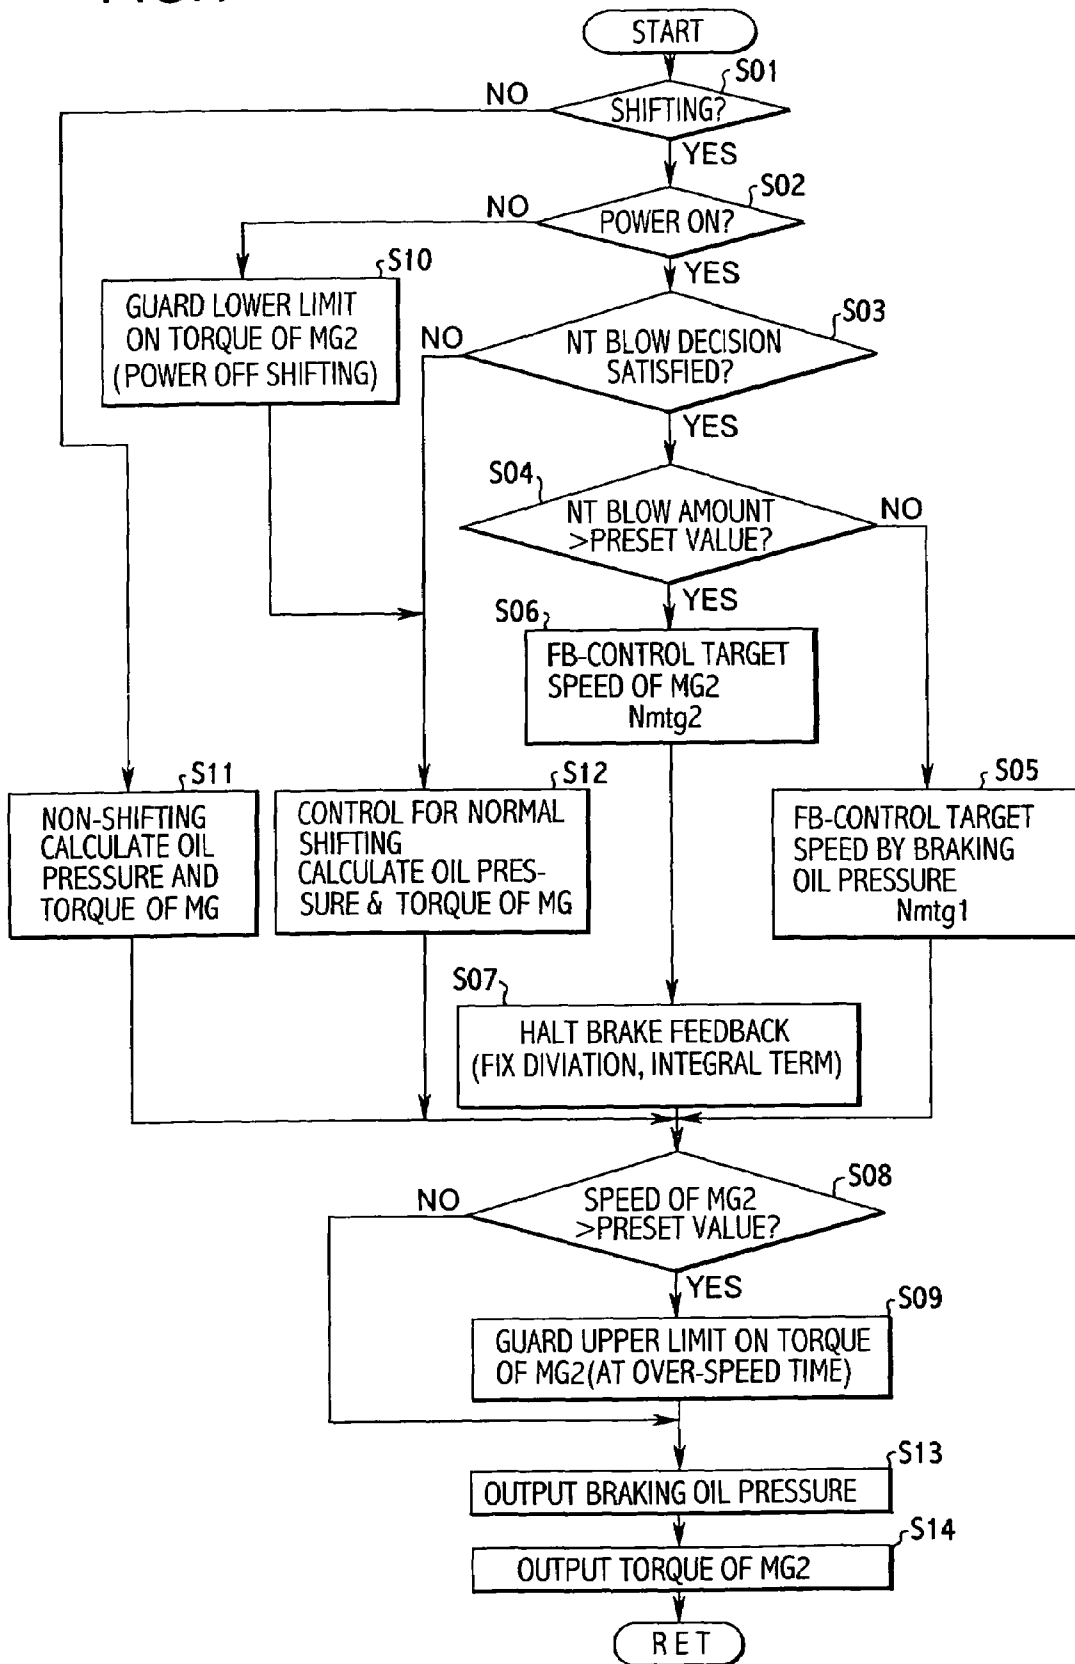 START
S01
NO
SHIFTING?
YES
S02
NO
POWER ON?
YES
S10
GUARD LOWER LIMIT
ON TORQUE OF MG2
(POWER OFF SHIFTING)
S03
NO
NT BLOW DECISION
SATISFIED?
YES
S04
NO
NT BLOW AMOUNT
>PRESET VALUE?
YES
S06
FB-CONTROL TARGET
SPEED OF MG2
Nmtg2
S11
NON-SHIFTING
CALCULATE OIL
PRESSURE AND
TORQUE OF MG
S12
CONTROL FOR NORMAL
SHIFTING
CALCULATE OIL PRES-
SURE & TORQUE OF MG
S05
FB-CONTROL TARGET
SPEED BY BRAKING
OIL PRESSURE
Nmtg1
S07
HALT BRAKE FEEDBACK
(FIX DIVIATION, INTEGRAL TERM)
S08
NO
SPEED OF MG2
>PRESET VALUE?
YES
S09
GUARD UPPER LIMIT ON TORQUE
OF MG2(AT OVER-SPEED TIME)
S13
OUTPUT BRAKING OIL PRESSURE
S14
OUTPUT TORQUE OF MG2
RET